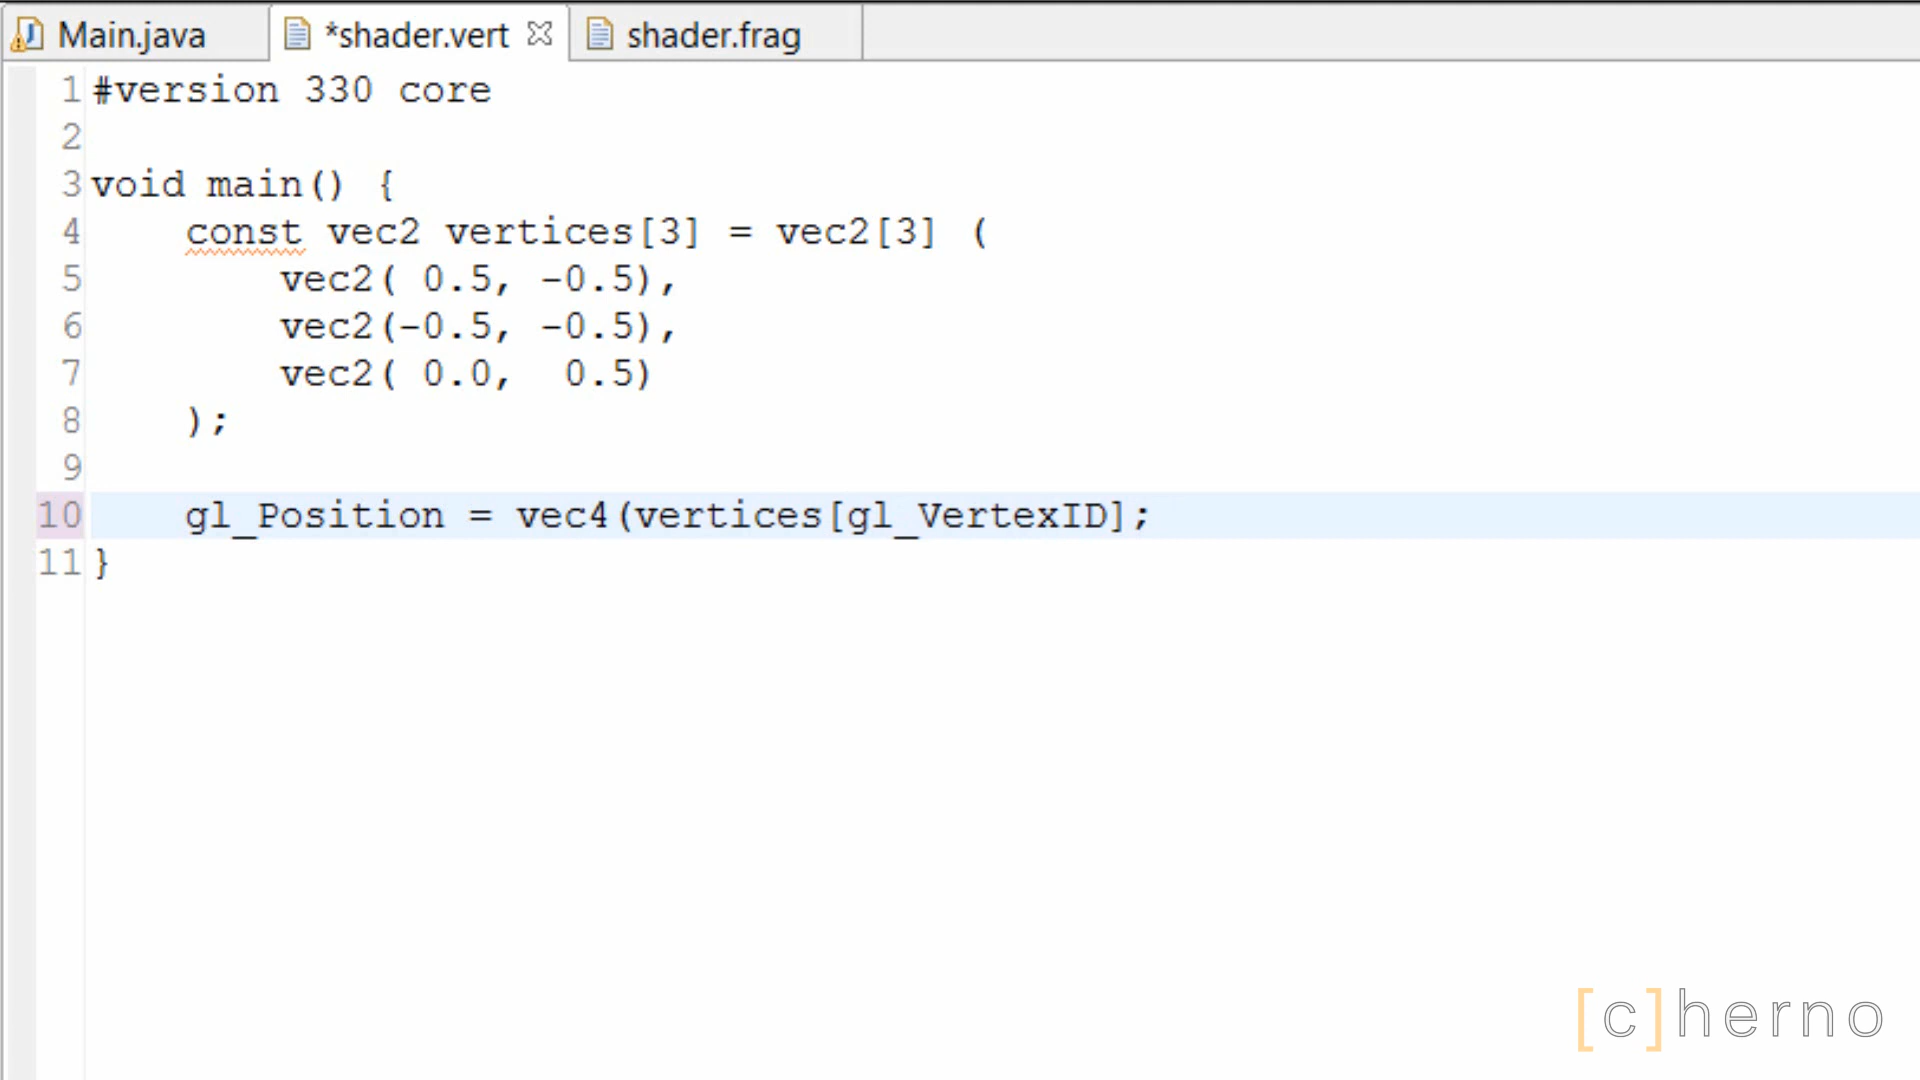 Main.java *shader.vert shader.frag
1 #version 330 core
2
3 void main() {
4     const vec2 vertices[3] = vec2[3] (
5         vec2( 0.5, -0.5),
6         vec2(-0.5, -0.5),
7         vec2( 0.0,  0.5)
8     );
9
10     gl_Position = vec4(vertices[gl_VertexID];
11 }
[c]herno